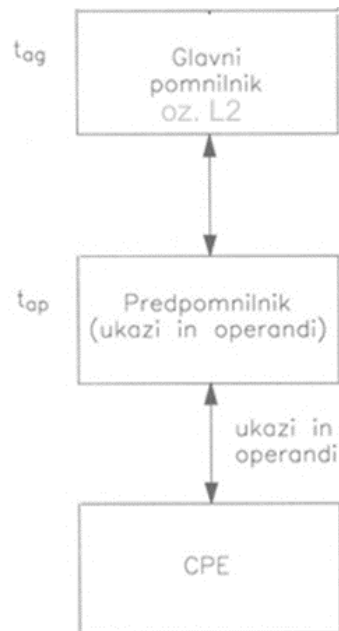 t_ag
Glavni
pomnilnik
oz. L2
t_ap
Predpomnilnik
(ukazi in operandi)
ukazi in
operandi
CPE